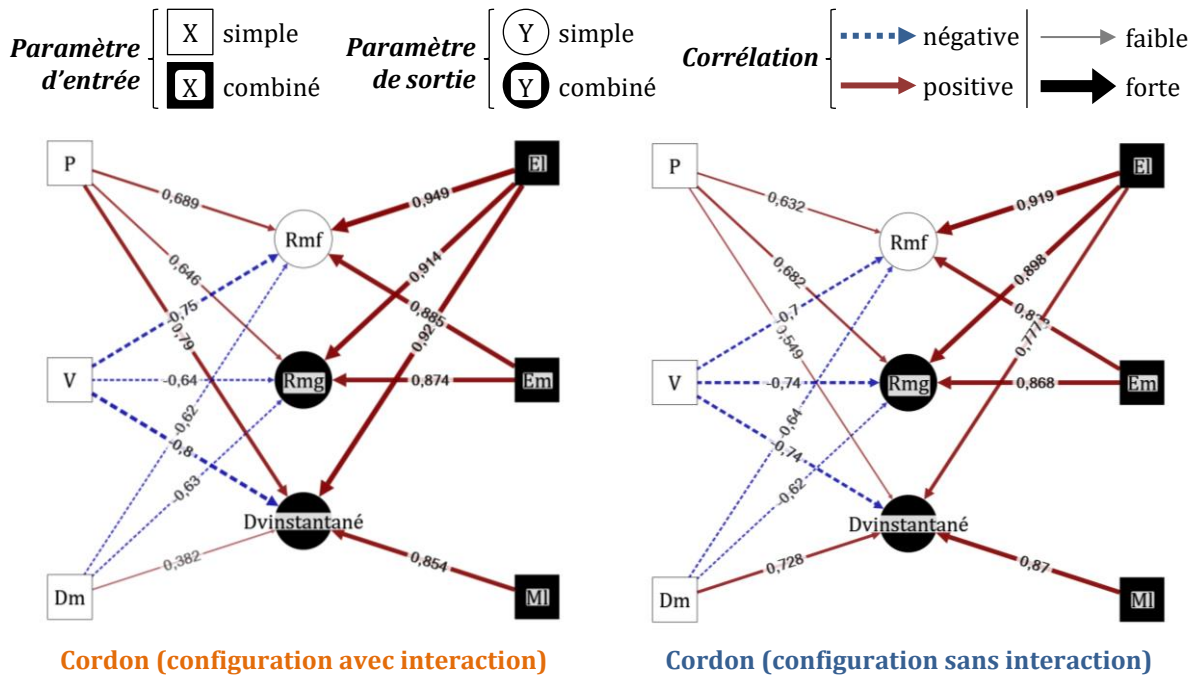 Paramètre d'entrée
X simple
X combiné
Paramètre de sortie
Y simple
Y combiné
Corrélation
négative
faible
positive
forte
P
El
0,689
0,949
Rmf
0,646
0,914
0,75
0,885
0,79
0,92
V
-0,64
Rmg
0,874
Em
-0,62
0,8
-0,63
Dvinstantané
0,382
0,854
Dm
Ml
Cordon (configuration avec interaction)
P
El
0,632
0,919
Rmf
0,682
0,898
-0,7
0,549
0,777
V
-0,74
Rmg
0,868
Em
-0,64
0,74
-0,62
Dvinstantané
0,728
0,87
Dm
Ml
Cordon (configuration sans interaction)